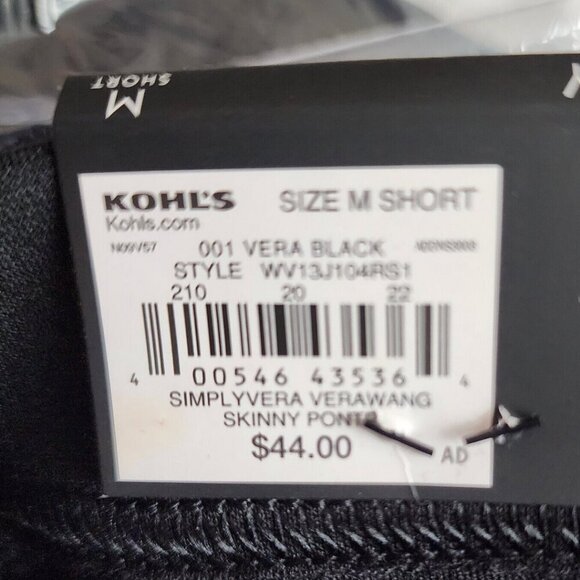 M
SHORT
KOHL'S SIZE M SHORT
Kohls.com
N09V57 001 VERA BLACK
STYLE WV13J104RS1
210 20 22
4 00546 43536 4
SIMPLYVERA VERAWANG
SKINNY PONTE
$44.00 AD